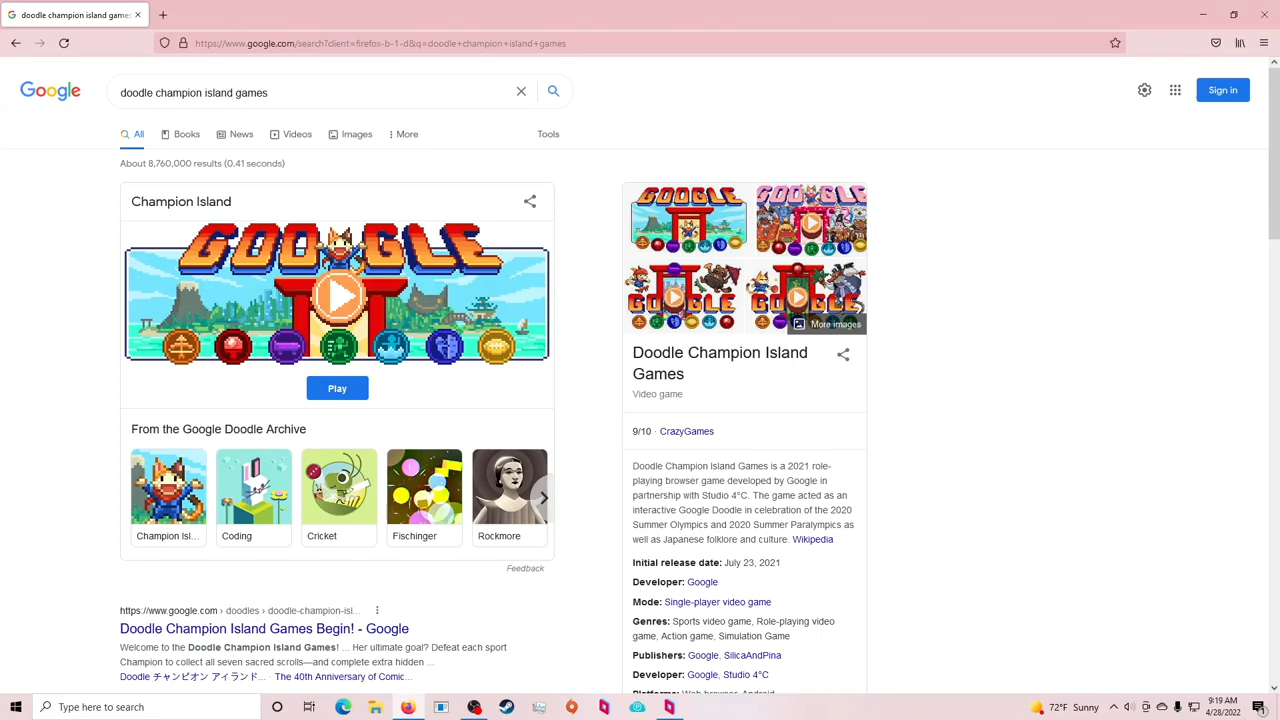 doodle champion island games
https://www.google.com/search?client=firefox-b-1-d&q=doodle+champion+island+games
Google
doodle champion island games
Sign in
All
Books
News
Videos
Images
More
Tools
About 8,760,000 results (0.41 seconds)
Champion Island
GOOGLE
Play
From the Google Doodle Archive
Champion Isl...
Coding
Cricket
Fischinger
Rockmore
Feedback
https://www.google.com › doodles › doodle-champion-isl...
Doodle Champion Island Games Begin! - Google
Welcome to the Doodle Champion Island Games! ... Her ultimate goal? Defeat each sport
Champion to collect all seven sacred scrolls—and complete extra hidden ...
Doodle チャンピオン アイランド... · The 40th Anniversary of Comic...
GOOGLE
GOOGLE
GOOGLE
GOOGLE
More images
Doodle Champion Island
Games
Video game
9/10 · CrazyGames
Doodle Champion Island Games is a 2021 role-
playing browser game developed by Google in
partnership with Studio 4°C. The game acted as an
interactive Google Doodle in celebration of the 2020
Summer Olympics and 2020 Summer Paralympics as
well as Japanese folklore and culture. Wikipedia
Initial release date: July 23, 2021
Developer: Google
Mode: Single-player video game
Genres: Sports video game, Role-playing video
game, Action game, Simulation Game
Publishers: Google, SilicaAndPina
Designers: Google, Studio 4°C
Platforms: Web browser, Android
Type here to search
72°F Sunny
9:19 AM
4/28/2022